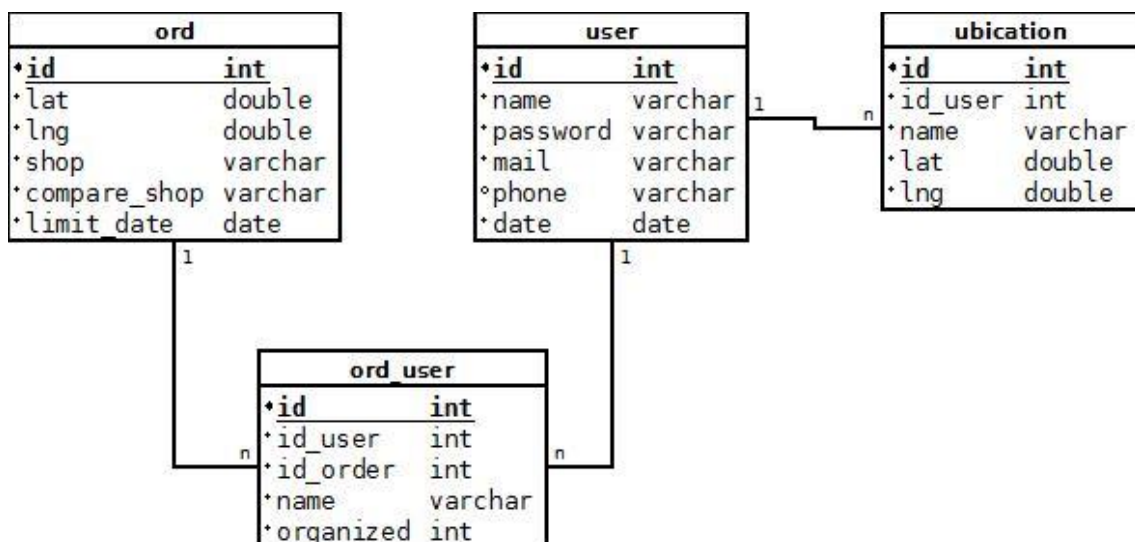 ord
id int
lat double
lng double
shop varchar
compare_shop varchar
limit_date date
1
user
id int
name varchar
password varchar
mail varchar
phone varchar
date date
1
1
n
ubication
id int
id_user int
name varchar
lat double
lng double
ord_user
id int
id_user int
id_order int
name varchar
organized int
n
n